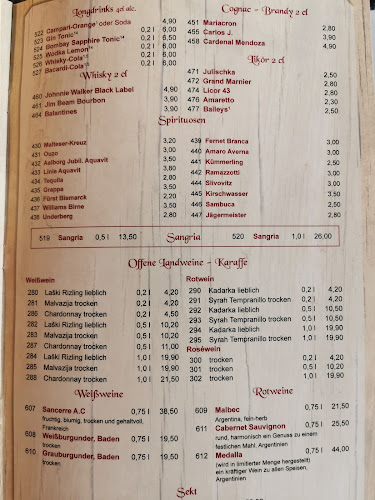 Longdrinks 4cl alc.
522 Campari-Orange¹ oder Soda 4,90
523 Gin Tonic¹⁴ 0,2 l 6,00
524 Bombay Sapphire Tonic¹⁴ 0,2 l 6,50
525 Wodka Lemon¹⁴ 0,2 l 6,00
526 Whisky-Cola¹³ 0,2 l 6,00
527 Bacardi-Cola¹³ 0,2 l 6,00
Whisky 2 cl
460 Johnnie Walker Black Label 4,90
461 Jim Beam Bourbon 3,90
464 Balantines 3,90
Cognac - Brandy 2 cl
451 Mariacron
455 Carlos J. 2,80
458 Cardenal Mendoza 3,90
4,90
Likör 2 cl
471 Julischka 2,50
472 Grand Marnier 2,80
474 Licor 43 2,80
476 Amaretto 2,30
477 Baileys¹ 2,50
Spirituosen
430 Malteser-Kreuz 3,20
431 Ouzo 3,00
432 Aalborg Jubil. Aquavit 3,50
433 Linie Aquavit 3,80
434 Tequila 2,80
435 Grappa 3,50
436 Fürst Bismarck 2,80
437 Williams Birne 3,00
438 Underberg 2,80
439 Fernet Branca 3,00
440 Amaro Averna 3,00
441 Kümmerling 2,50
442 Ramazzotti 3,00
444 Slivovitz 3,00
445 Kirschwasser 3,50
446 Sambuca 3,00
447 Jägermeister 2,80
519 Sangria 0,5 l 13,50 Sangria 520 Sangria 1,0 l 26,00
Offene Landweine - Karaffe
Weißwein
280 Laški Rizling lieblich 0,2 l 4,20
281 Malvazija trocken 0,2 l 4,20
286 Chardonnay trocken 0,2 l 4,50
282 Laški Rizling lieblich 0,5 l 10,20
283 Malvazija trocken 0,5 l 10,20
287 Chardonnay trocken 0,5 l 11,00
284 Laški Rizling lieblich 1,0 l 19,90
285 Malvazija trocken 1,0 l 19,90
288 Chardonnay trocken 1,0 l 21,50
Rotwein
290 Kadarka lieblich 0,2 l 4,20
291 Syrah Tempranillo trocken 0,2 l 4,20
292 Kadarka lieblich 0,5 l 10,50
293 Syrah Tempranillo trocken 0,5 l 10,50
294 Kadarka lieblich 1,0 l 19,90
295 Syrah Tempranillo trocken 1,0 l 19,90
Roséwein
300 trocken 0,2 l 4,20
301 trocken 0,5 l 10,50
302 trocken 1,0 l 19,90
Weißweine
607 Sancerre A.C 0,75 l 38,50
fruchtig, blumig, trocken und gehaltvoll,
Frankreich
608 Weißburgunder, Baden 0,75 l 19,50
trocken
610 Grauburgunder, Baden 0,75 l 19,50
trocken
Rotweine
609 Malbec 0,75 l 21,50
Argentina, fein-herb
611 Cabernet Sauvignon 0,75 l 25,50
rund, harmonisch ein Genuss zu einem
festlichen Mahl, Argentinien
612 Medalla 0,75 l 44,00
(wird in limitierter Menge hergestellt)
ein kräftiger Wein zu allen Speisen,
Argentinien
Sekt